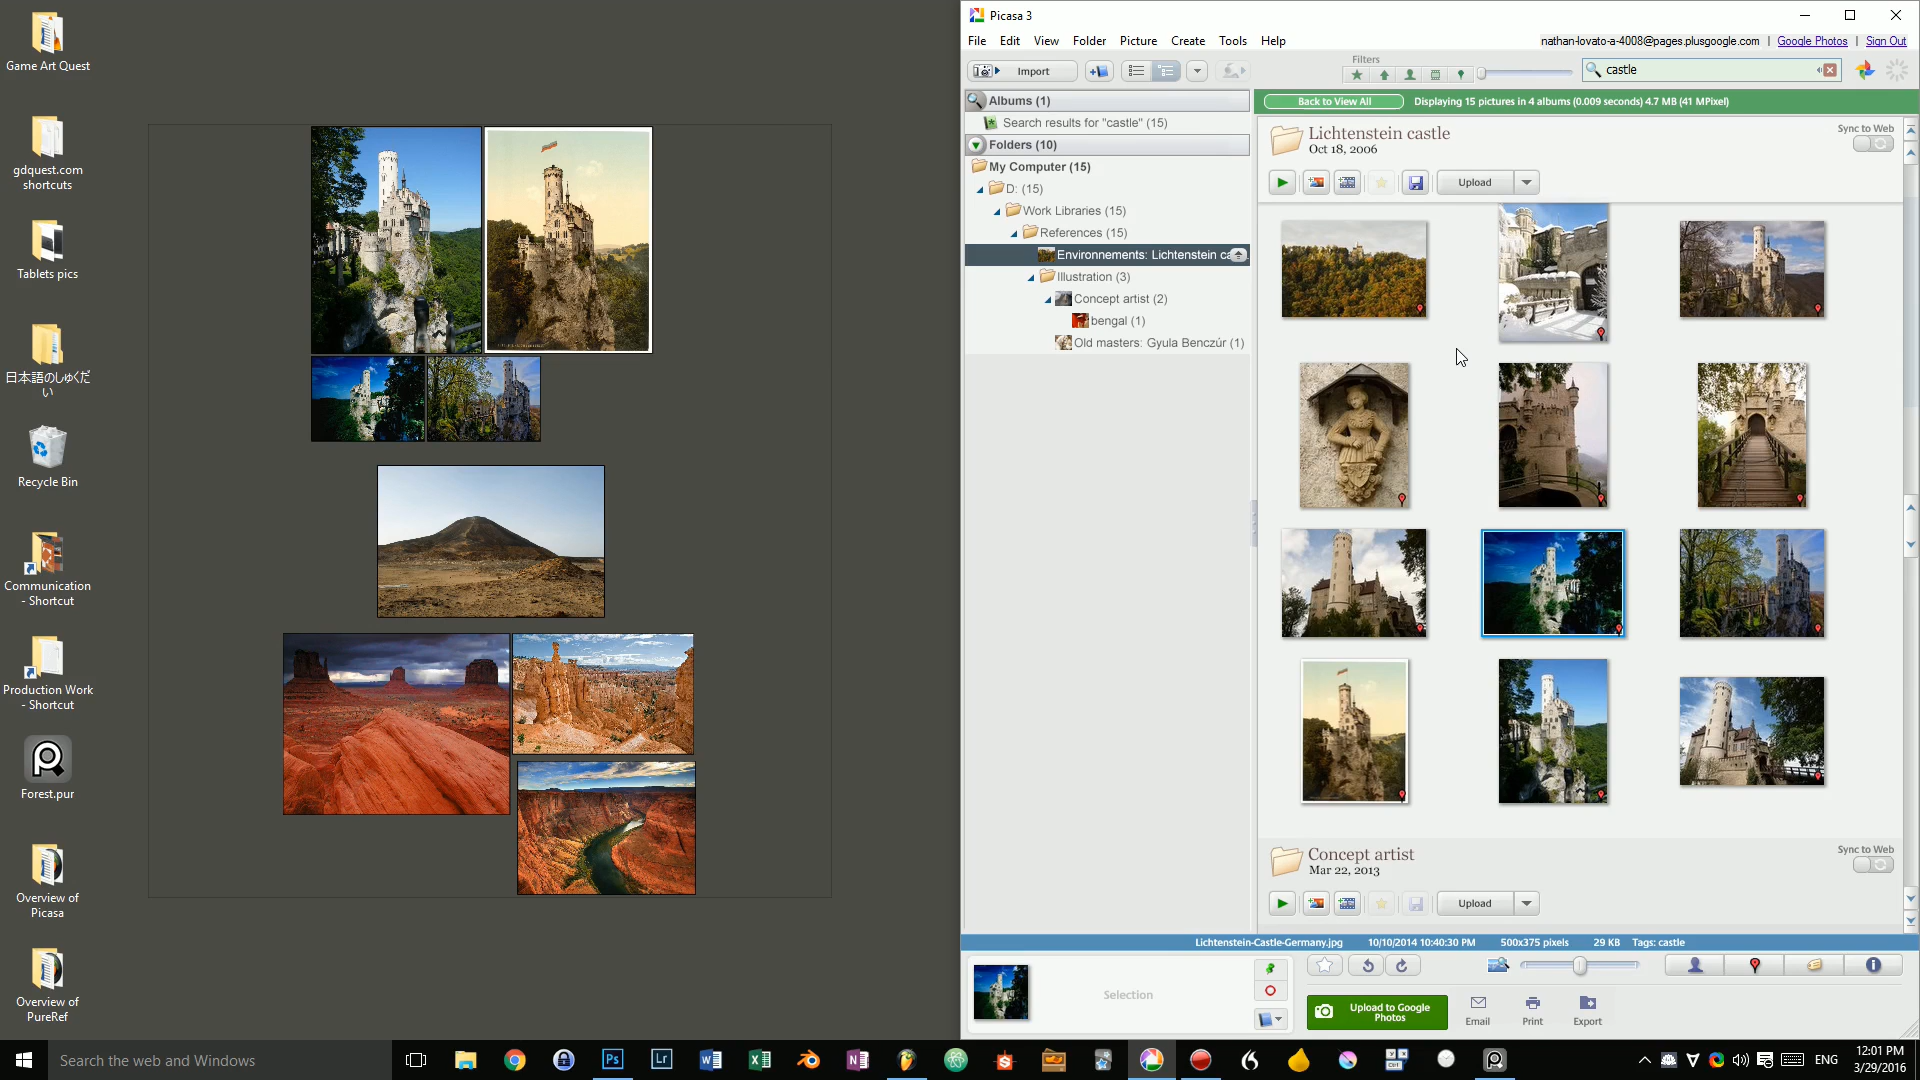 Game Art Quest
gdquest.com
shortcuts
Tablets pics
日本語のしゅくだ
い
Recycle Bin
Communication
- Shortcut
Production Work
- Shortcut
Forest.pur
Overview of
Picasa
Overview of
PureRef
Picasa 3
File Edit View Folder Picture Create Tools Help
nathan-lovato-a-4008@pages.plusgoogle.com | Google Photos | Sign Out
Import
Filters
castle
Albums (1)
Search results for "castle" (15)
Folders (10)
My Computer (15)
D: (15)
Work Libraries (15)
References (15)
Environnements: Lichtenstein ca
Illustration (3)
Concept artist (2)
bengal (1)
Old masters: Gyula Benczúr (1)
Back to View All
Displaying 15 pictures in 4 albums (0.009 seconds) 4.7 MB (41 MPixel)
Lichtenstein castle
Oct 18, 2006
Sync to Web
Upload
Concept artist
Mar 22, 2013
Sync to Web
Upload
Lichtenstein-Castle-Germany.jpg 10/10/2014 10:40:30 PM 500x375 pixels 29 KB Tags: castle
Selection
Upload to Google
Photos
Email
Print
Export
Search the web and Windows
Ps
Lr
ENG
12:01 PM
3/29/2016